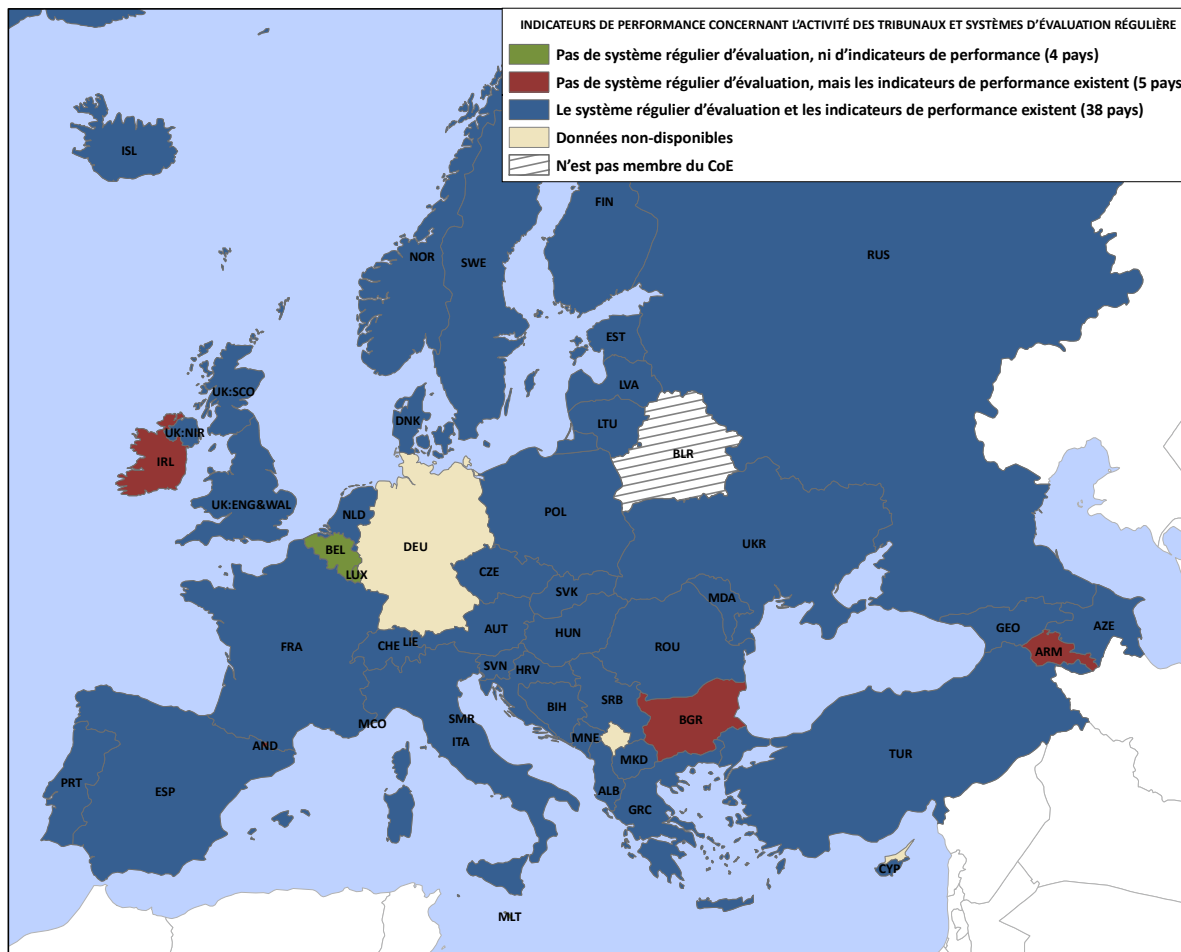 INDICATEURS DE PERFORMANCE CONCERNANT L'ACTIVITÉ DES TRIBUNAUX ET SYSTÈMES D'ÉVALUATION RÉGULIÈRE
Pas de système régulier d'évaluation, ni d'indicateurs de performance (4 pays)
Pas de système régulier d'évaluation, mais les indicateurs de performance existent (5 pays
Le système régulier d'évaluation et les indicateurs de performance existent (38 pays)
Données non-disponibles
N'est pas membre du CoE
ISL
FIN
NOR
SWE
RUS
EST
LVA
UK:SCO
DNK
LTU
UK:NIR
BLR
IRL
UK:ENG&WAL
NLD
POL
BEL
DEU
UKR
LUX
CZE
SVK
MDA
AUT
HUN
GEO
AZE
FRA
CHE
LIE
ROU
ARM
SVN
HRV
SRB
BIH
MCO
SMR
BGR
ITA
MNE
AND
MKD
TUR
PRT
ESP
ALB
GRC
CYP
MLT